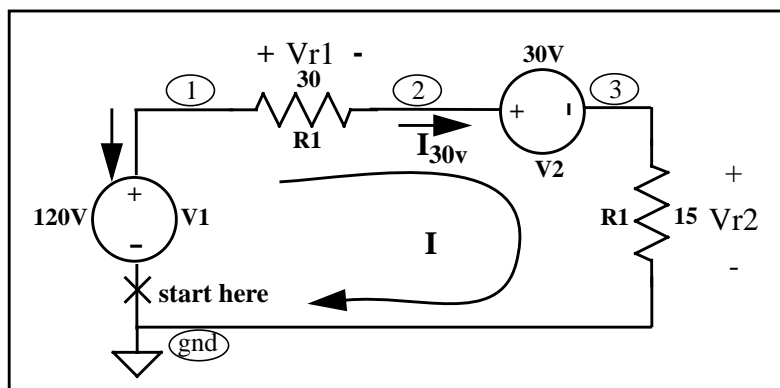 + Vr1 -
30
R1
1
2
30V
+ -
V2
3
I30v
120V
+
-
V1
I
R1
15
+
Vr2
-
start here
gnd